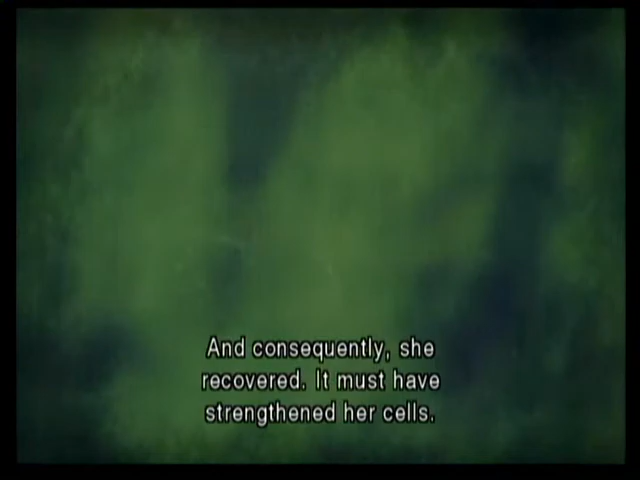 And consequently, she
recovered. It must have
strengthened her cells.